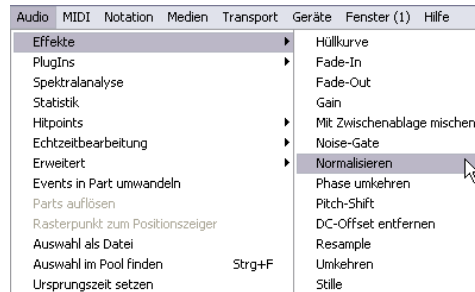 Audio MIDI Notation Medien Transport Geräte Fenster (1) Hilfe
Effekte
PlugIns
Spektralanalyse
Statistik
Hitpoints
Echtzeitbearbeitung
Erweitert
Events in Part umwandeln
Parts auflösen
Rasterpunkt zum Positionszeiger
Auswahl als Datei
Auswahl im Pool finden Strg+F
Ursprungszeit setzen
Hüllkurve
Fade-In
Fade-Out
Gain
Mit Zwischenablage mischen
Noise-Gate
Normalisieren
Phase umkehren
Pitch-Shift
DC-Offset entfernen
Resample
Umkehren
Stille